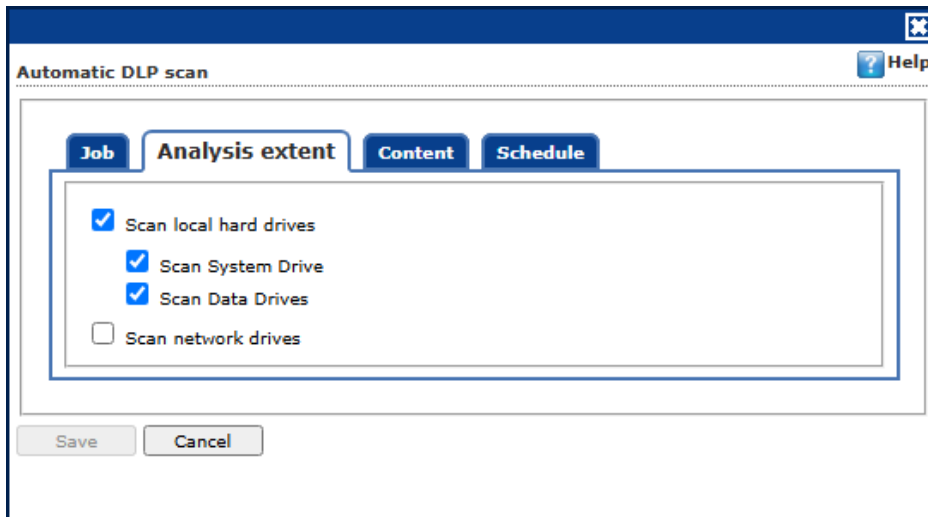 Help
Automatic DLP scan
Job Analysis extent Content Schedule
Scan local hard drives
Scan System Drive
Scan Data Drives
Scan network drives
Save Cancel